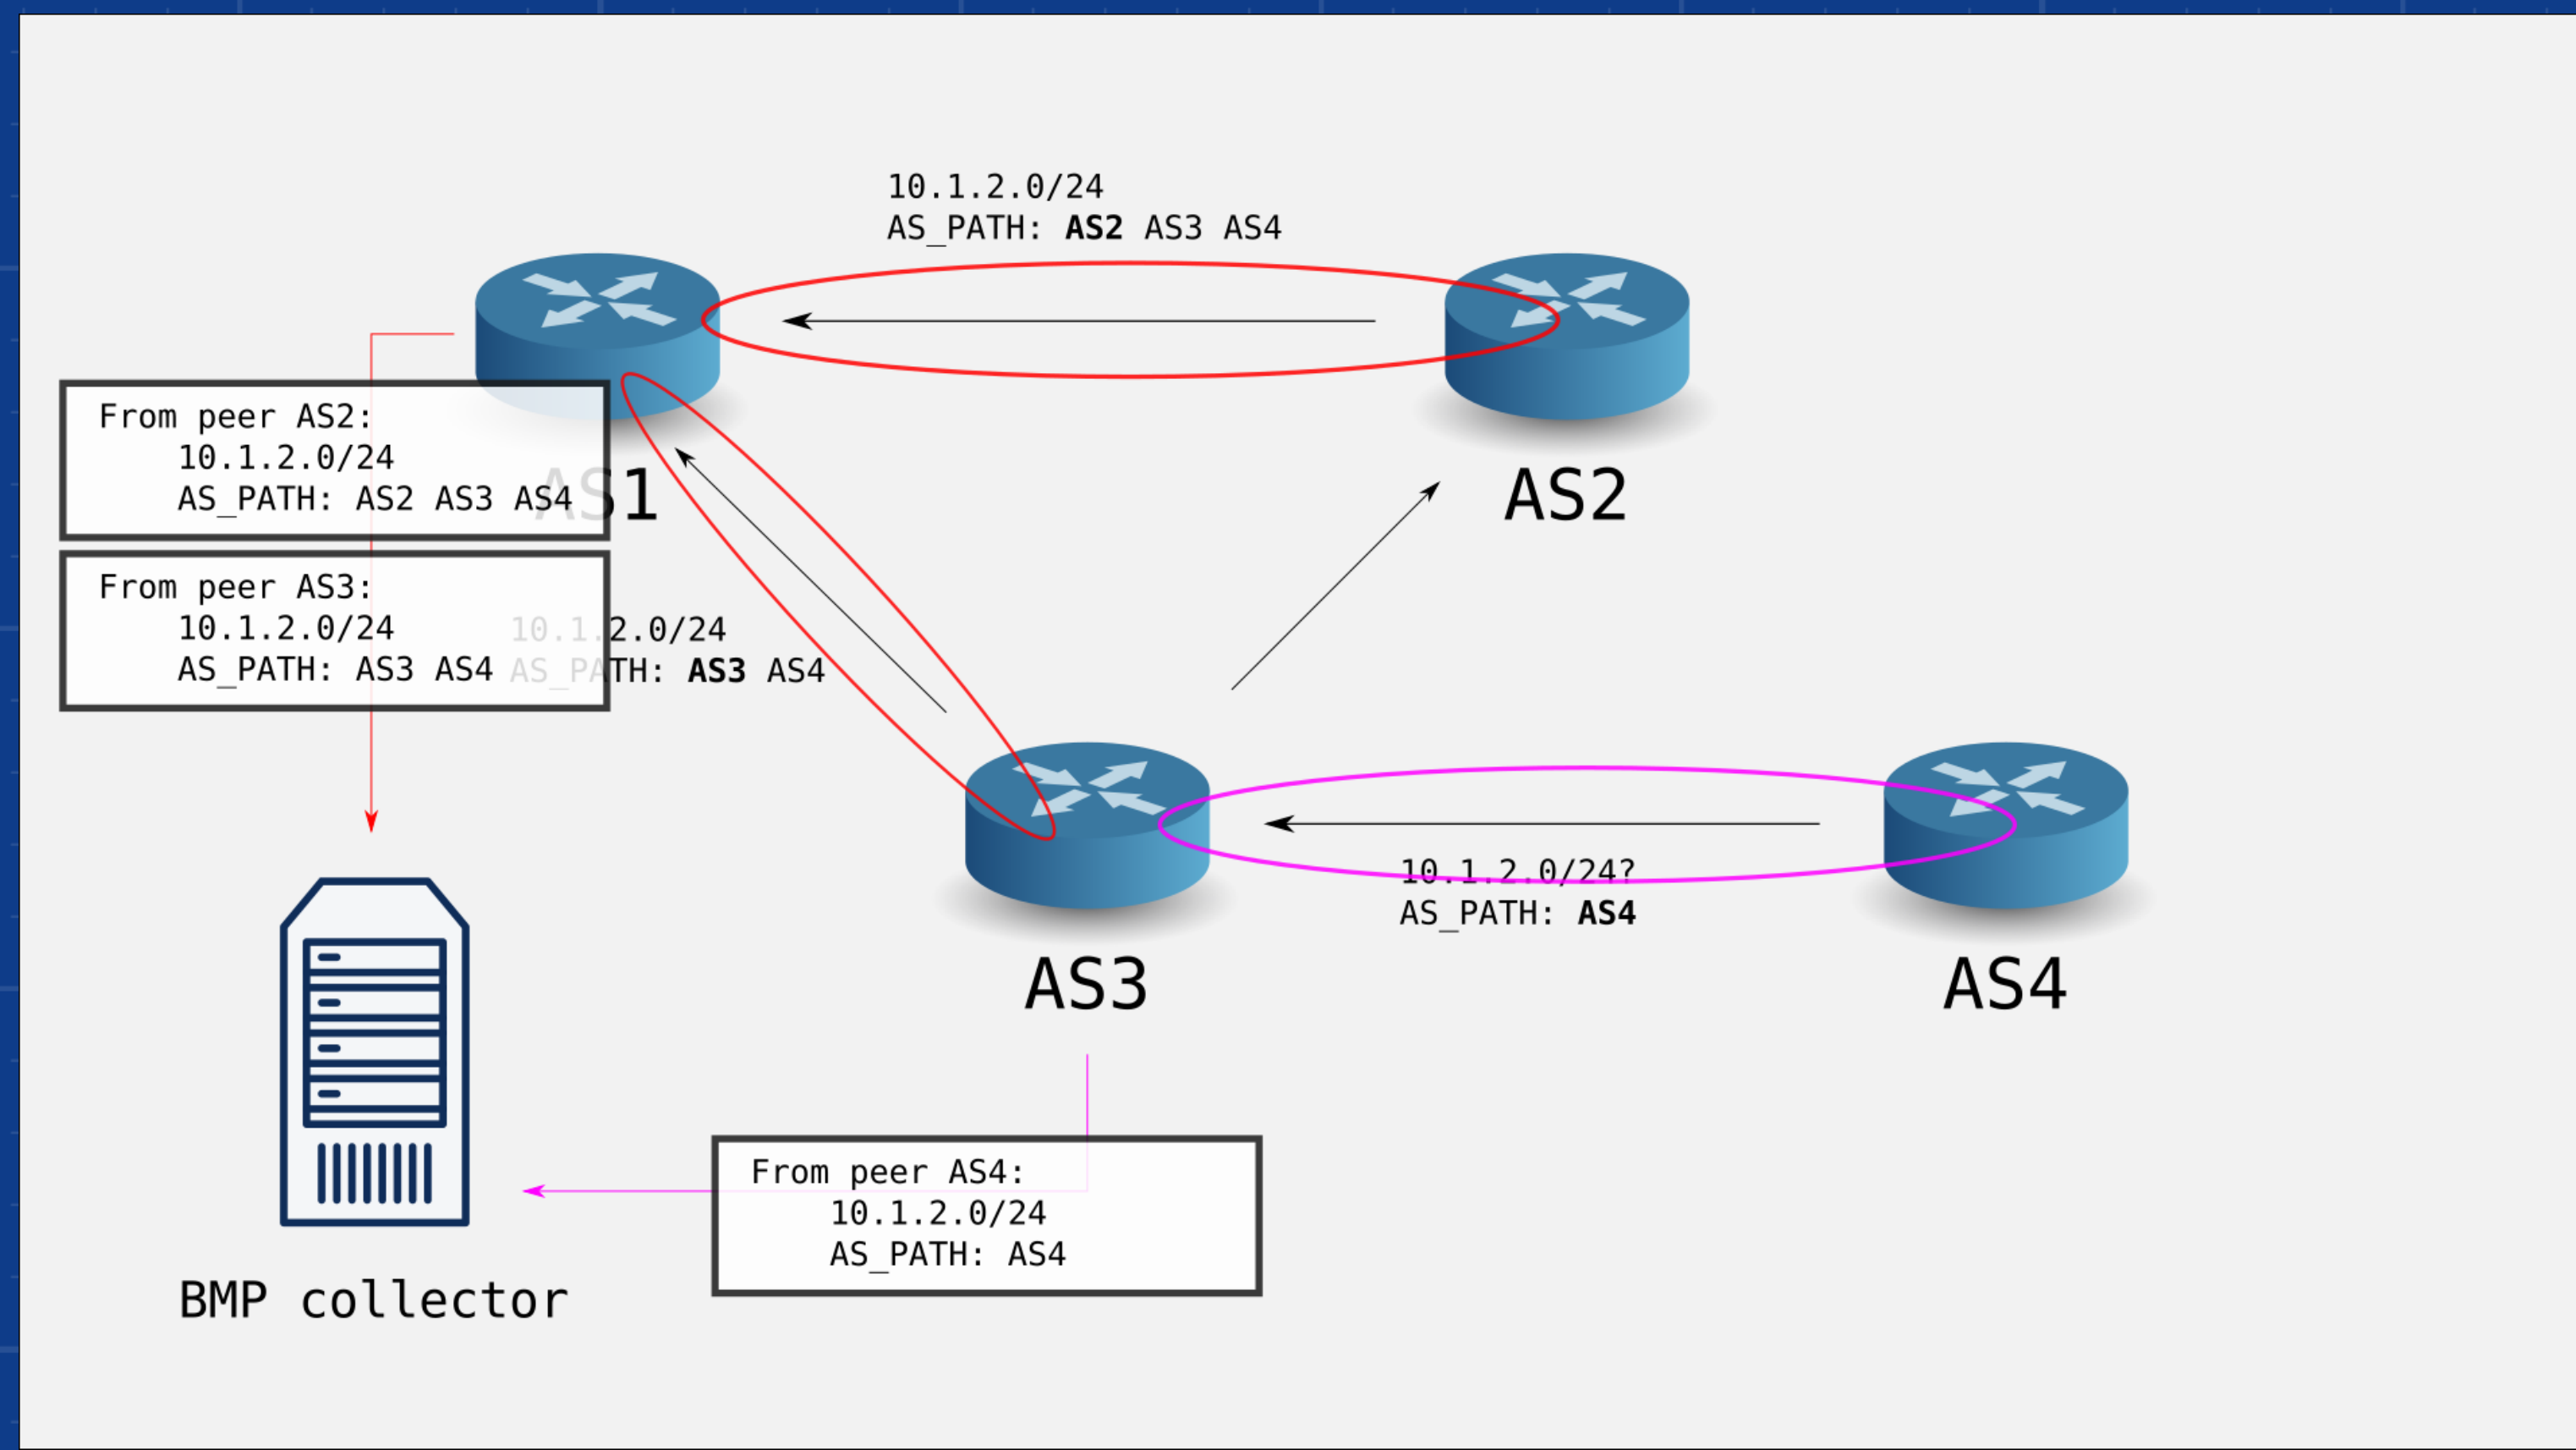 10.1.2.0/24
AS_PATH: AS2 AS3 AS4
From peer AS2:
10.1.2.0/24
AS_PATH: AS2 AS3 AS4
AS1
AS2
From peer AS3:
10.1.2.0/24
AS_PATH: AS3 AS4
10.1.2.0/24
AS_PATH: AS3 AS4
10.1.2.0/24?
AS_PATH: AS4
AS3
AS4
From peer AS4:
10.1.2.0/24
AS_PATH: AS4
BMP collector